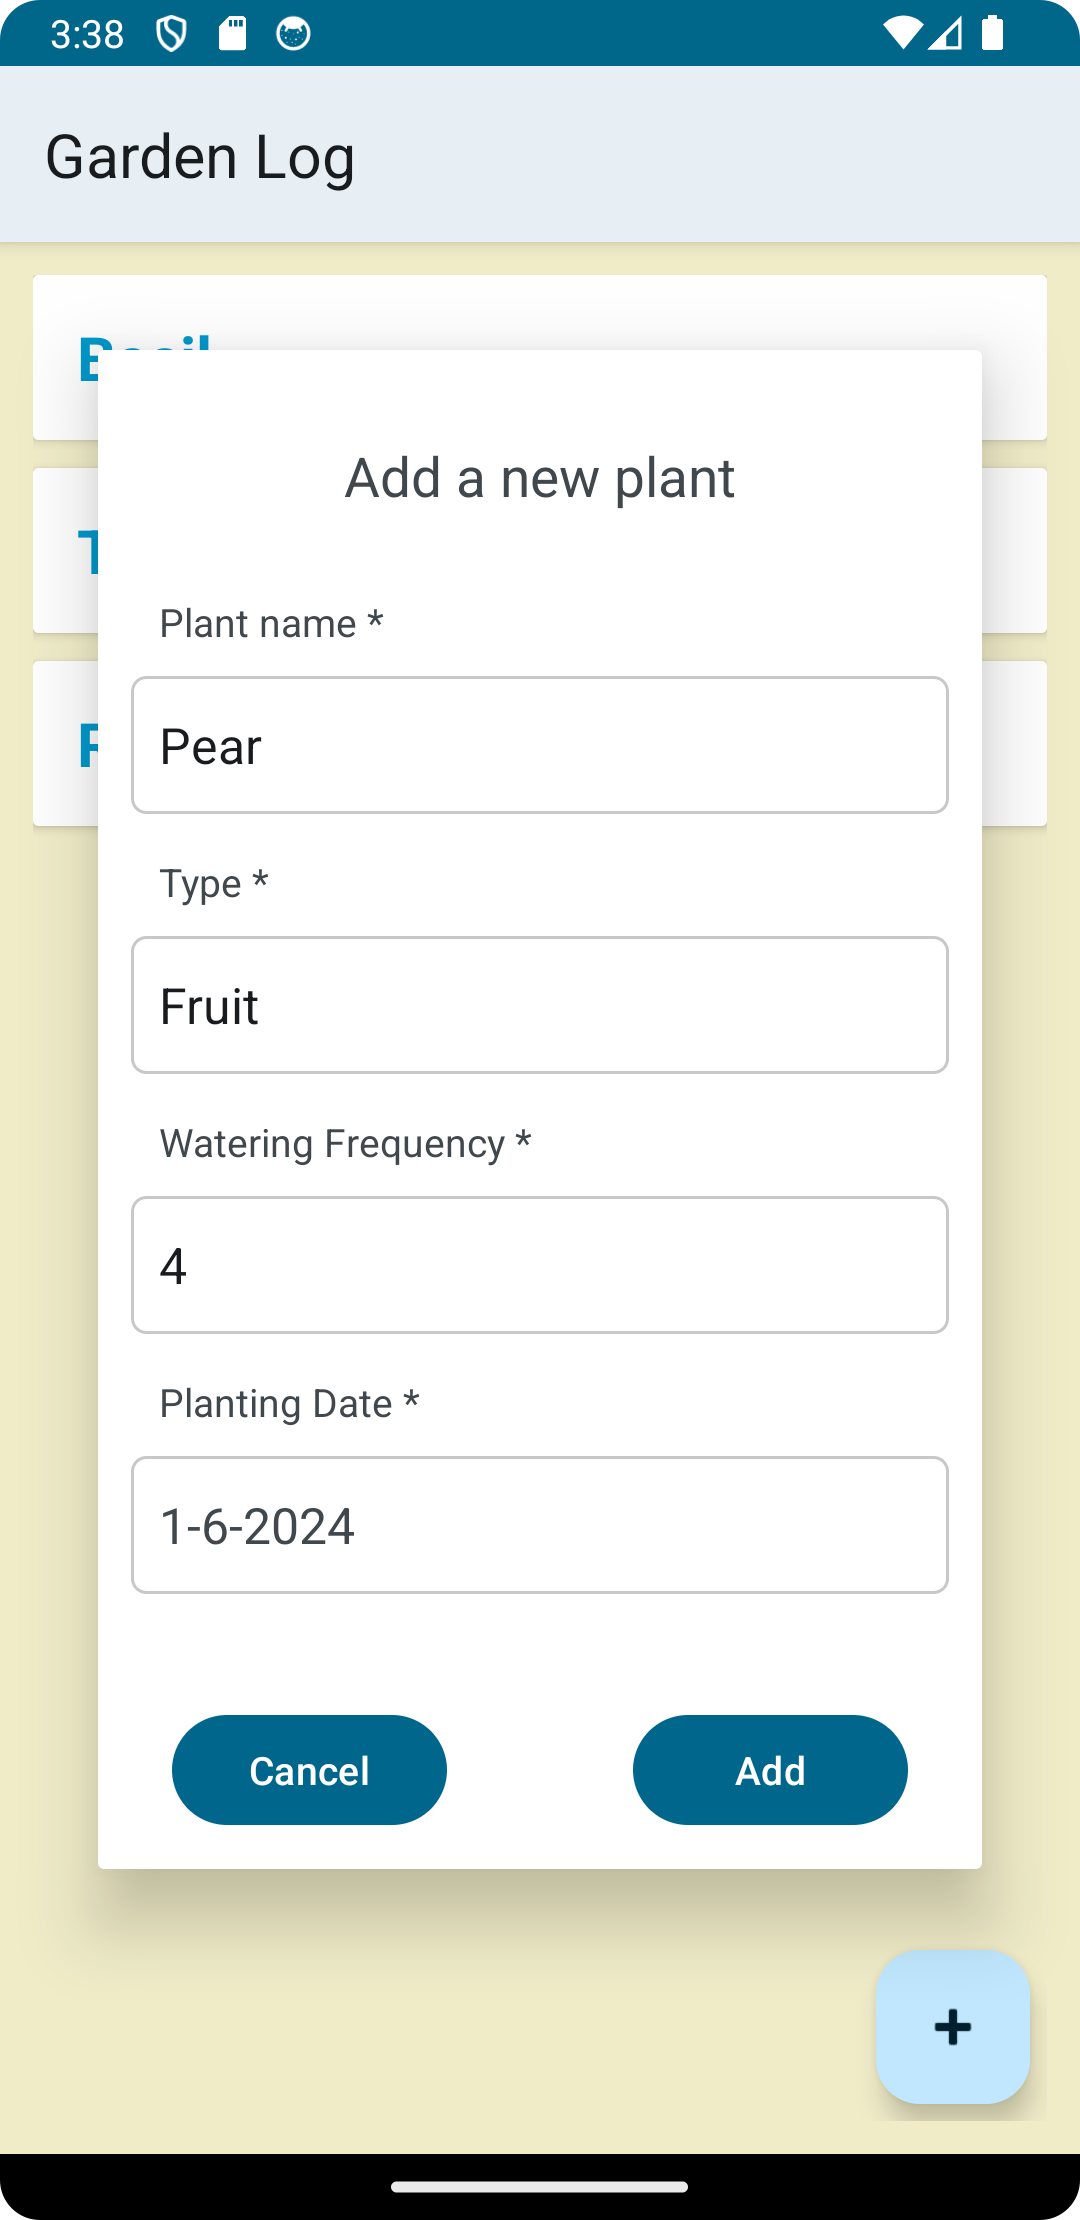 3:38
Garden Log
Add a new plant
Plant name *
Pear
Type *
Fruit
Watering Frequency *
4
Planting Date *
1-6-2024
Cancel
Add
+